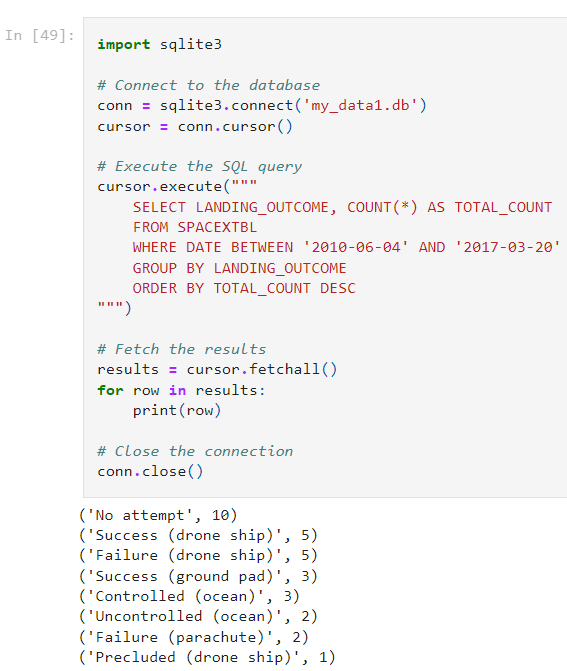 In [49]:
import sqlite3
# Connect to the database
conn = sqlite3.connect('my_data1.db')
cursor = conn.cursor()
# Execute the SQL query
cursor.execute("""
    SELECT LANDING_OUTCOME, COUNT(*) AS TOTAL_COUNT
    FROM SPACEXTBL
    WHERE DATE BETWEEN '2010-06-04' AND '2017-03-20'
    GROUP BY LANDING_OUTCOME
    ORDER BY TOTAL_COUNT DESC
""")
# Fetch the results
results = cursor.fetchall()
for row in results:
    print(row)
# Close the connection
conn.close()
('No attempt', 10)
('Success (drone ship)', 5)
('Failure (drone ship)', 5)
('Success (ground pad)', 3)
('Controlled (ocean)', 3)
('Uncontrolled (ocean)', 2)
('Failure (parachute)', 2)
('Precluded (drone ship)', 1)